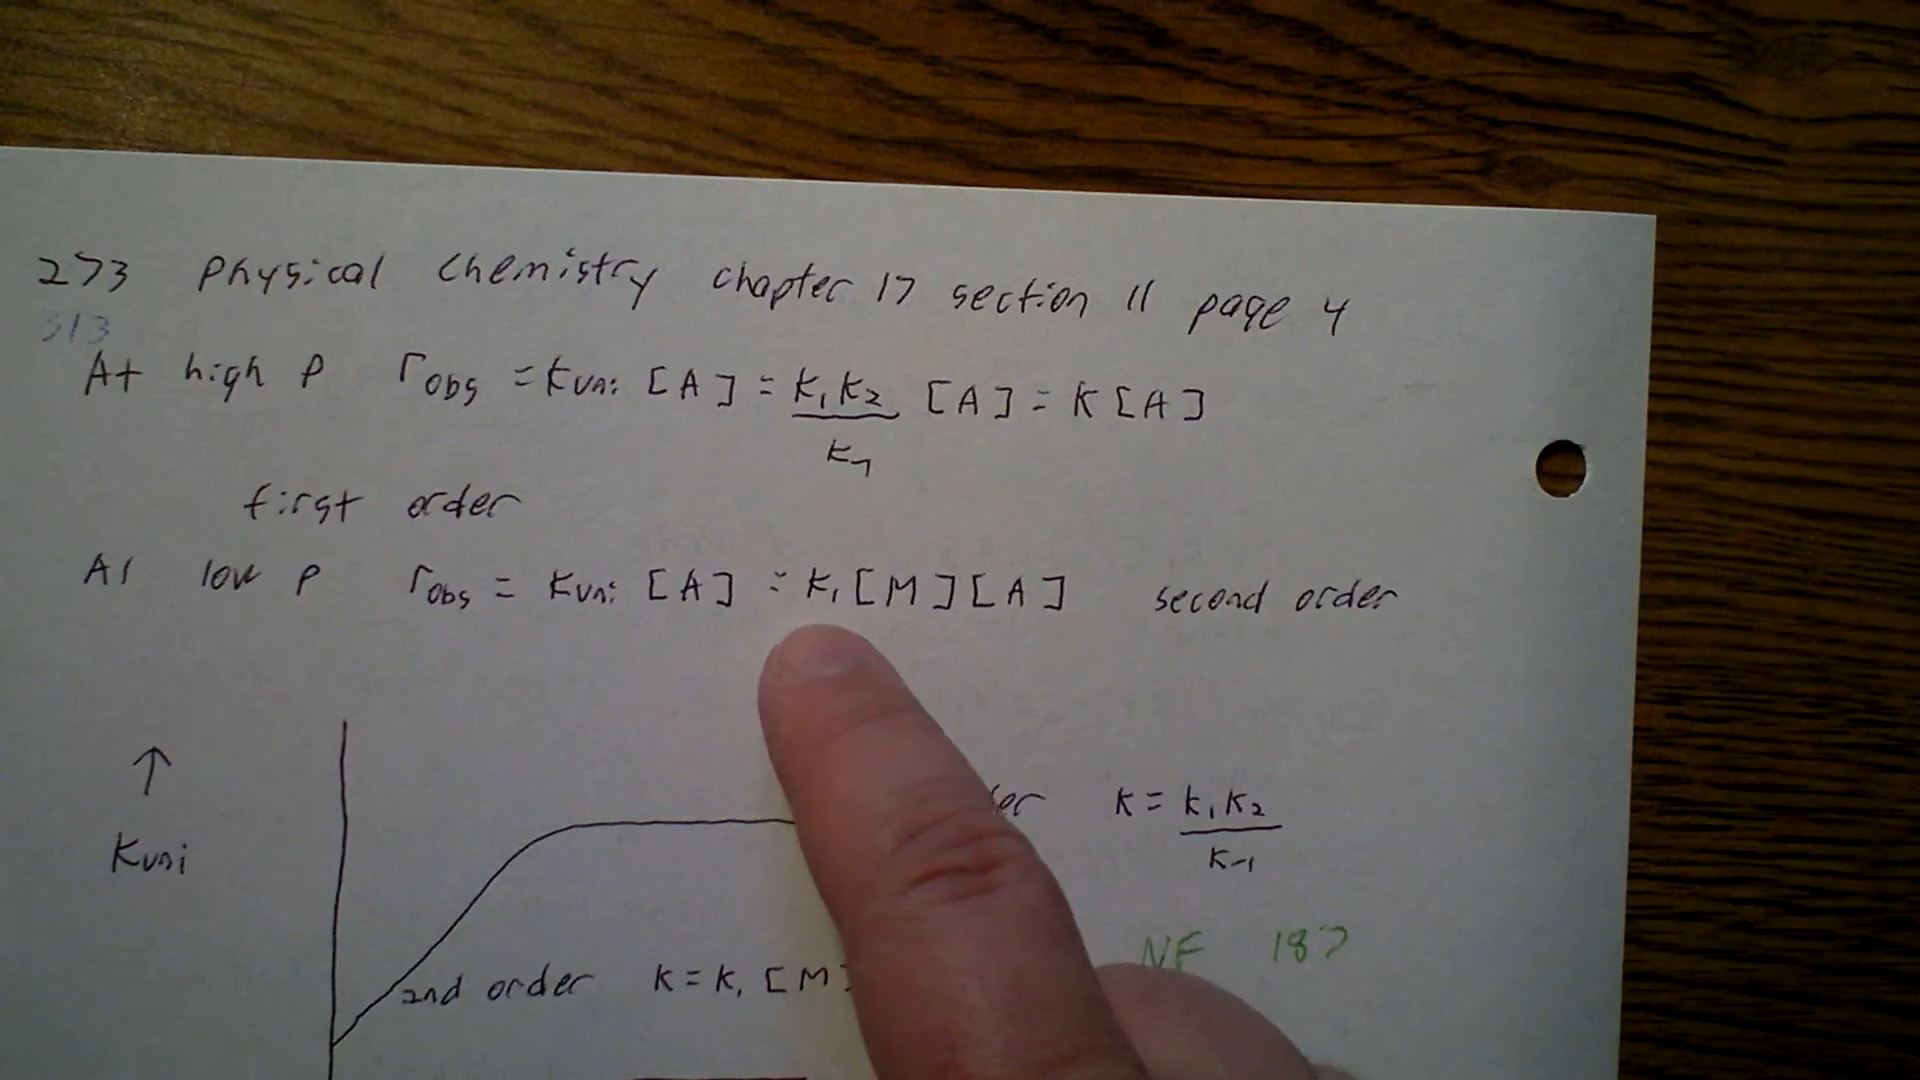 273 Physical Chemistry chapter 17 section 11 page 4
313
At high P r_obs = k_uni [A] = k₁k₂/k₋₁ [A] = k[A]
first order
At low P r_obs = k_uni [A] = k₁[M][A] second order
↑
k_uni
k = k₁k₂/k₋₁
NF 187
2nd order k = k₁[M]